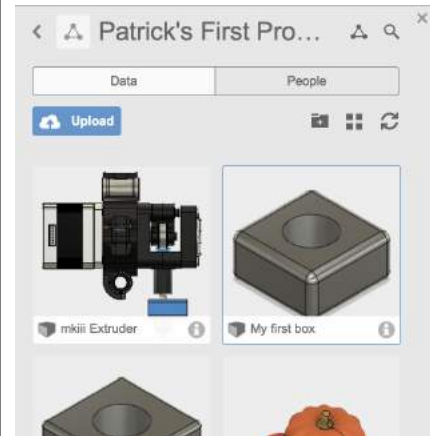 Patrick's First Pro...
Data
People
Upload
mkiii Extruder
My first box